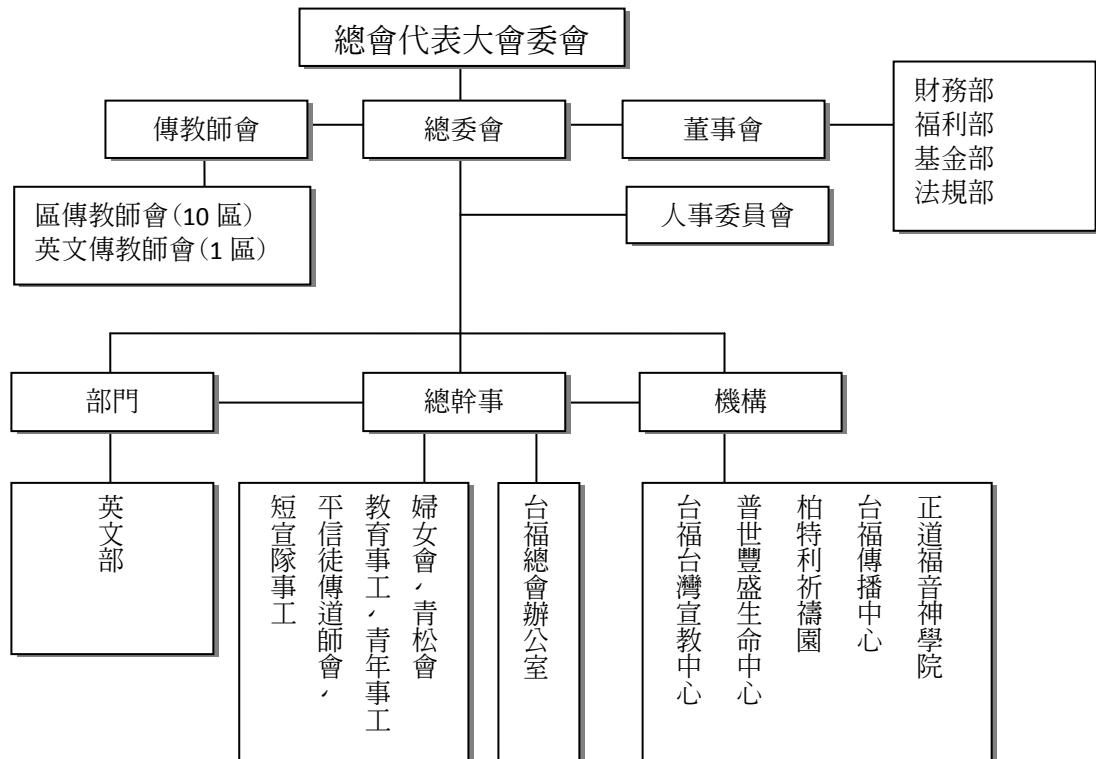 總會代表大會委會
傳教師會
總委會
董事會
財務部
福利部
基金部
法規部
區傳教師會(10 區)
英文傳教師會(1 區)
人事委員會
部門
總幹事
機構
英文部
婦女會，青松會
教育事工，青年事工
平信徒傳道師會，
短宣隊事工
台福總會辦公室
正道福音神學院
台福傳播中心
柏特利祈禱園
普世豐盛生命中心
台福台灣宣教中心